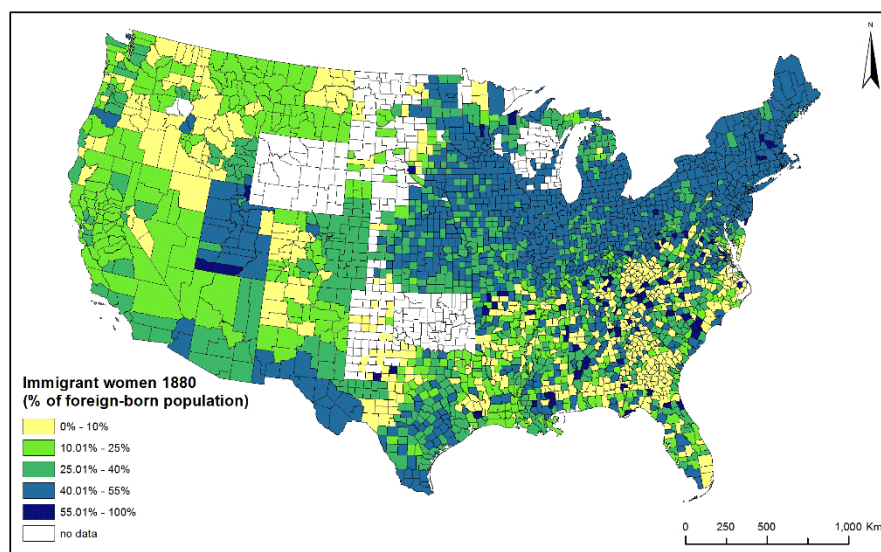 N
Immigrant women 1880
(% of foreign-born population)
0% - 10%
10.01% - 25%
25.01% - 40%
40.01% - 55%
55.01% - 100%
no data
0 250 500 1,000 Km